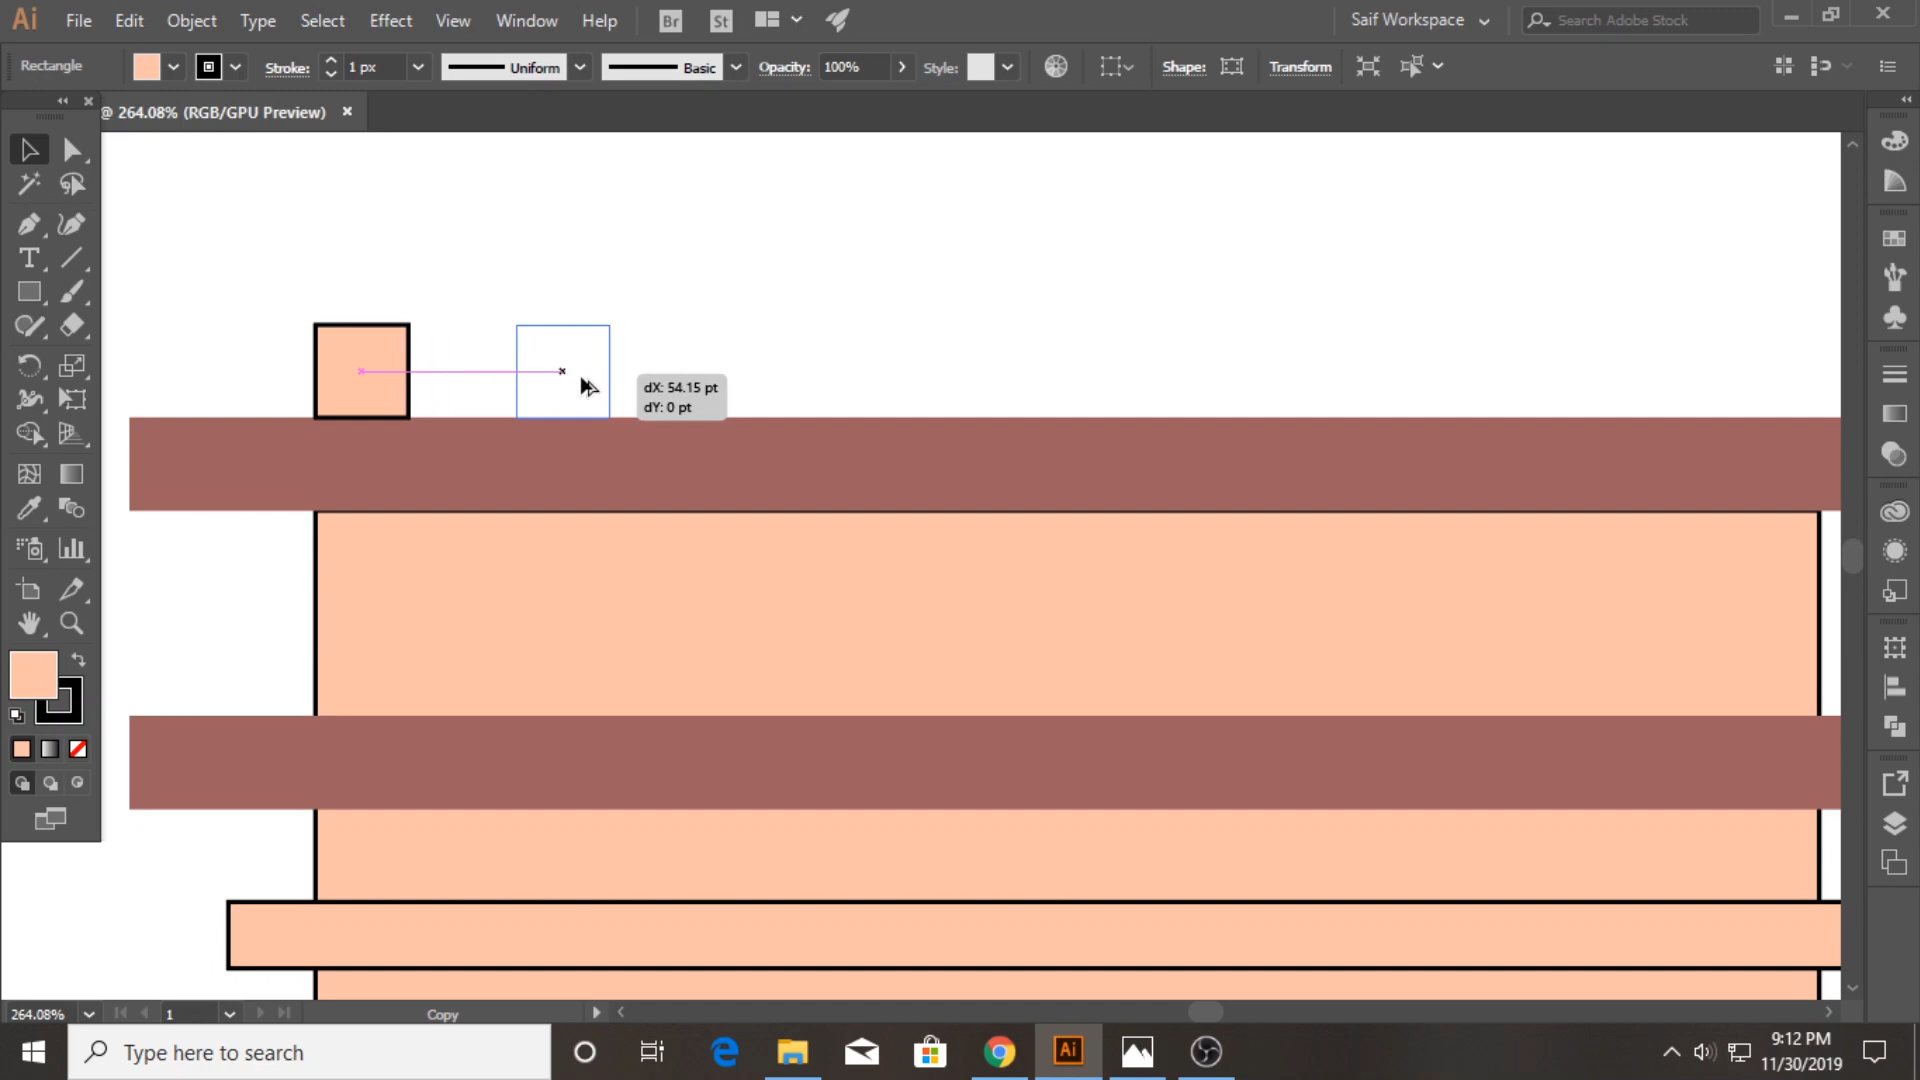 Ai File Edit Object Type Select Effect View Window Help Br St Saif Workspace Search Adobe Stock
Rectangle Stroke: 1 px Uniform Basic Opacity: 100% Style: Shape: Transform
@ 264.08% (RGB/GPU Preview)
dX: 54.15 pt
dY: 0 pt
264.08% 1 Copy
Type here to search
Ai
9:12 PM
11/30/2019